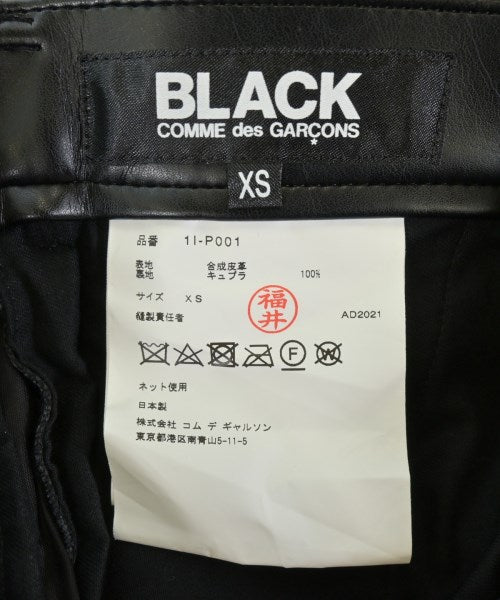 BLACK
COMME des GARÇONS
XS
品番 1I-P001
表地 合成皮革
裏地 キュプラ 100%
サイズ XS
縫製責任者 福井 AD2021
F W
ネット使用
日本製
株式会社 コム デ ギャルソン
東京都港区南青山5-11-5